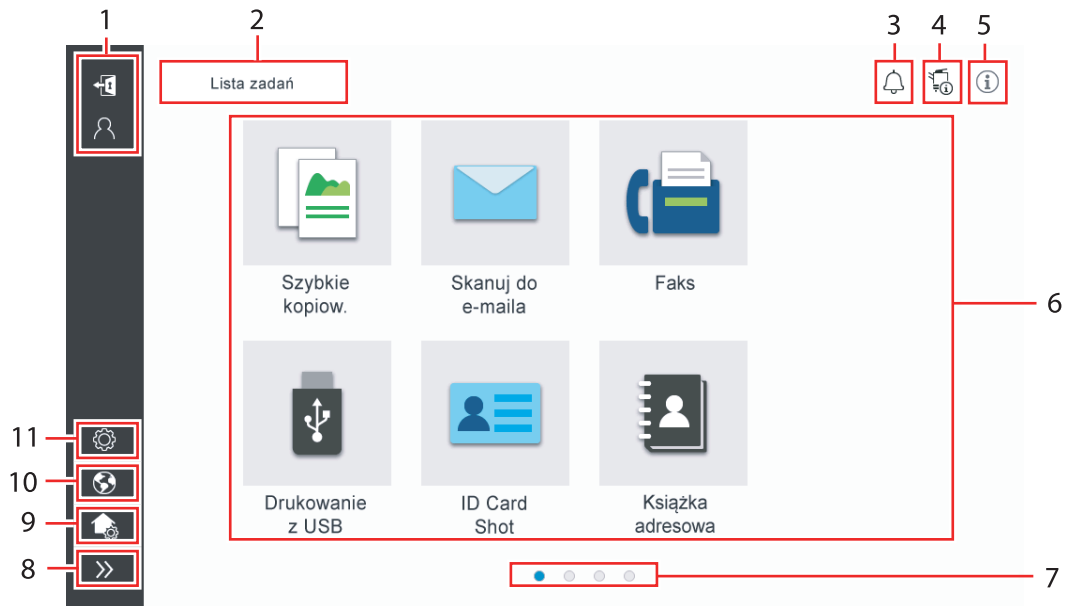 1
2
3
4
5
Lista zadań
Szybkie
kopiow.
Skanuj do
e-maila
Faks
6
Drukowanie
z USB
ID Card
Shot
Książka
adresowa
11
10
9
8
7